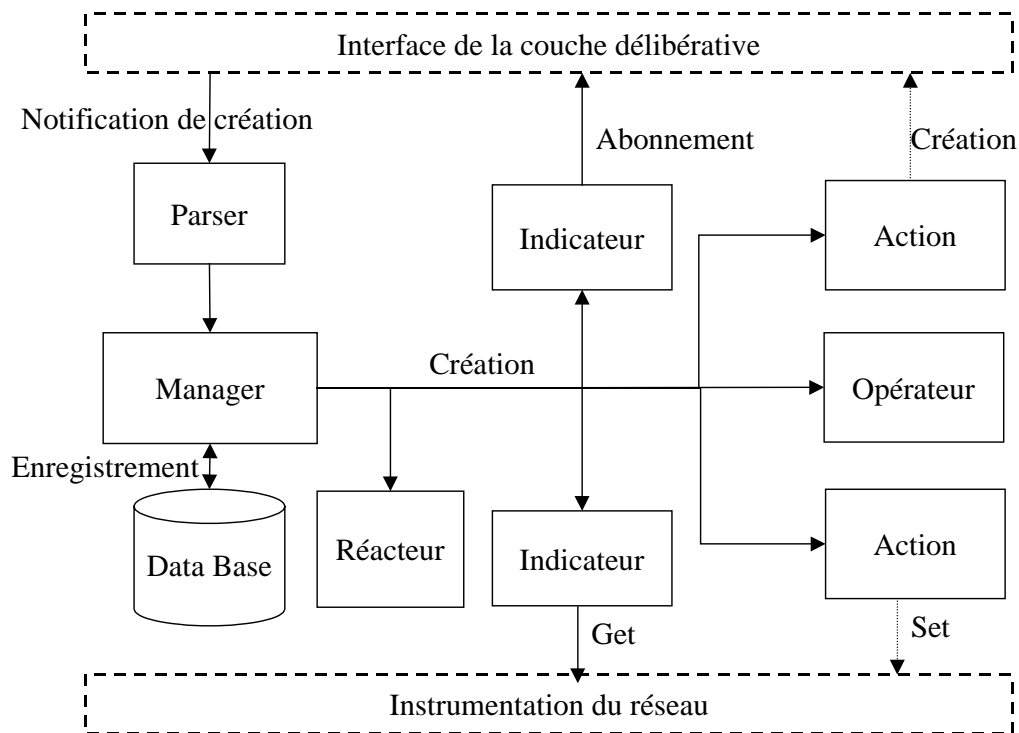 Interface de la couche délibérative
Notification de création
Abonnement
Création
Parser
Indicateur
Action
Création
Manager
Opérateur
Enregistrement
Data Base
Réacteur
Indicateur
Action
Get
Set
Instrumentation du réseau